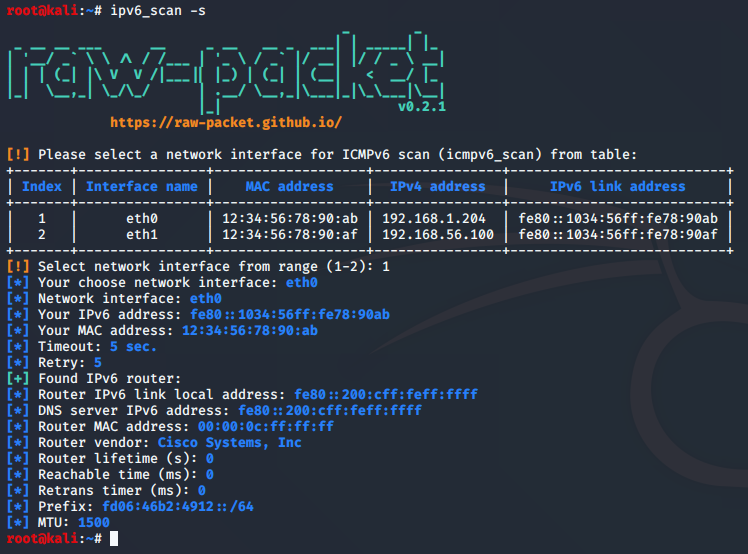 root@kali:~# ipv6_scan -s
raw-packet
v0.2.1
https://raw-packet.github.io/
[!] Please select a network interface for ICMPv6 scan (icmpv6_scan) from table:
| Index | Interface name | MAC address | IPv4 address | IPv6 link address |
| 1 | eth0 | 12:34:56:78:90:ab | 192.168.1.204 | fe80::1034:56ff:fe78:90ab |
| 2 | eth1 | 12:34:56:78:90:af | 192.168.56.100 | fe80::1034:56ff:fe78:90af |
[!] Select network interface from range (1-2): 1
[*] Your choose network interface: eth0
[*] Network interface: eth0
[*] Your IPv6 address: fe80::1034:56ff:fe78:90ab
[*] Your MAC address: 12:34:56:78:90:ab
[*] Timeout: 5 sec.
[*] Retry: 5
[+] Found IPv6 router:
[*] Router IPv6 link local address: fe80::200:cff:feff:ffff
[*] DNS server IPv6 address: fe80::200:cff:feff:ffff
[*] Router MAC address: 00:00:0c:ff:ff:ff
[*] Router vendor: Cisco Systems, Inc
[*] Router lifetime (s): 0
[*] Reachable time (ms): 0
[*] Retrans timer (ms): 0
[*] Prefix: fd06:46b2:4912::/64
[*] MTU: 1500
root@kali:~#